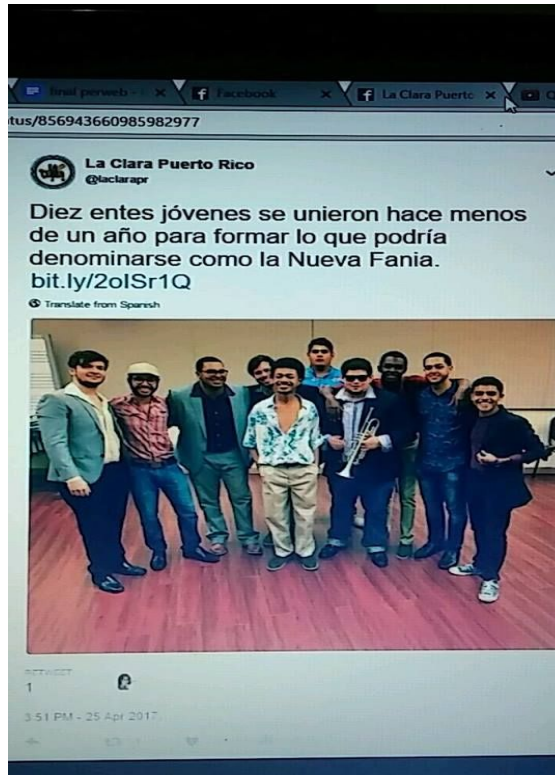 final perweb -
Facebook
La Clara Puerto
tus/856943660985982977
La Clara Puerto Rico
@laclarapr
Diez entes jóvenes se unieron hace menos
de un año para formar lo que podría
denominarse como la Nueva Fania.
bit.ly/2oISr1Q
Translate from Spanish
RETWEET
1
3:51 PM - 25 Apr 2017